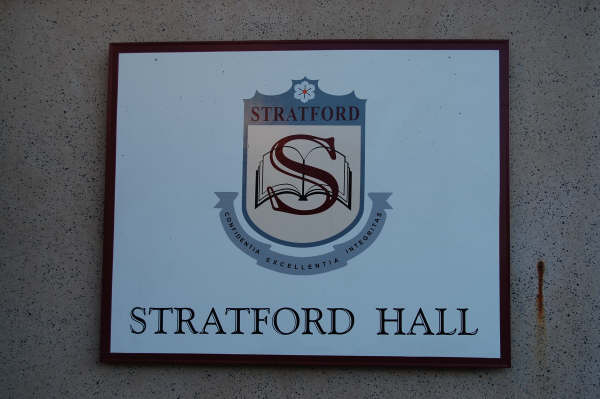 STRATFORD
S
CONFIDENTIA EXCELLENTIA INTEGRITAS
STRATFORD HALL